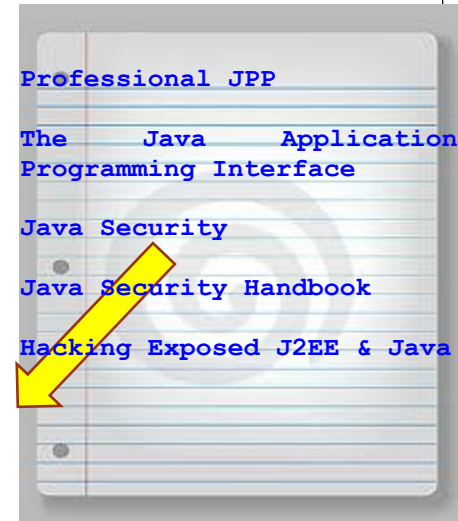 Professional JPP
The Java Application
Programming Interface
Java Security
Java Security Handbook
Hacking Exposed J2EE & Java